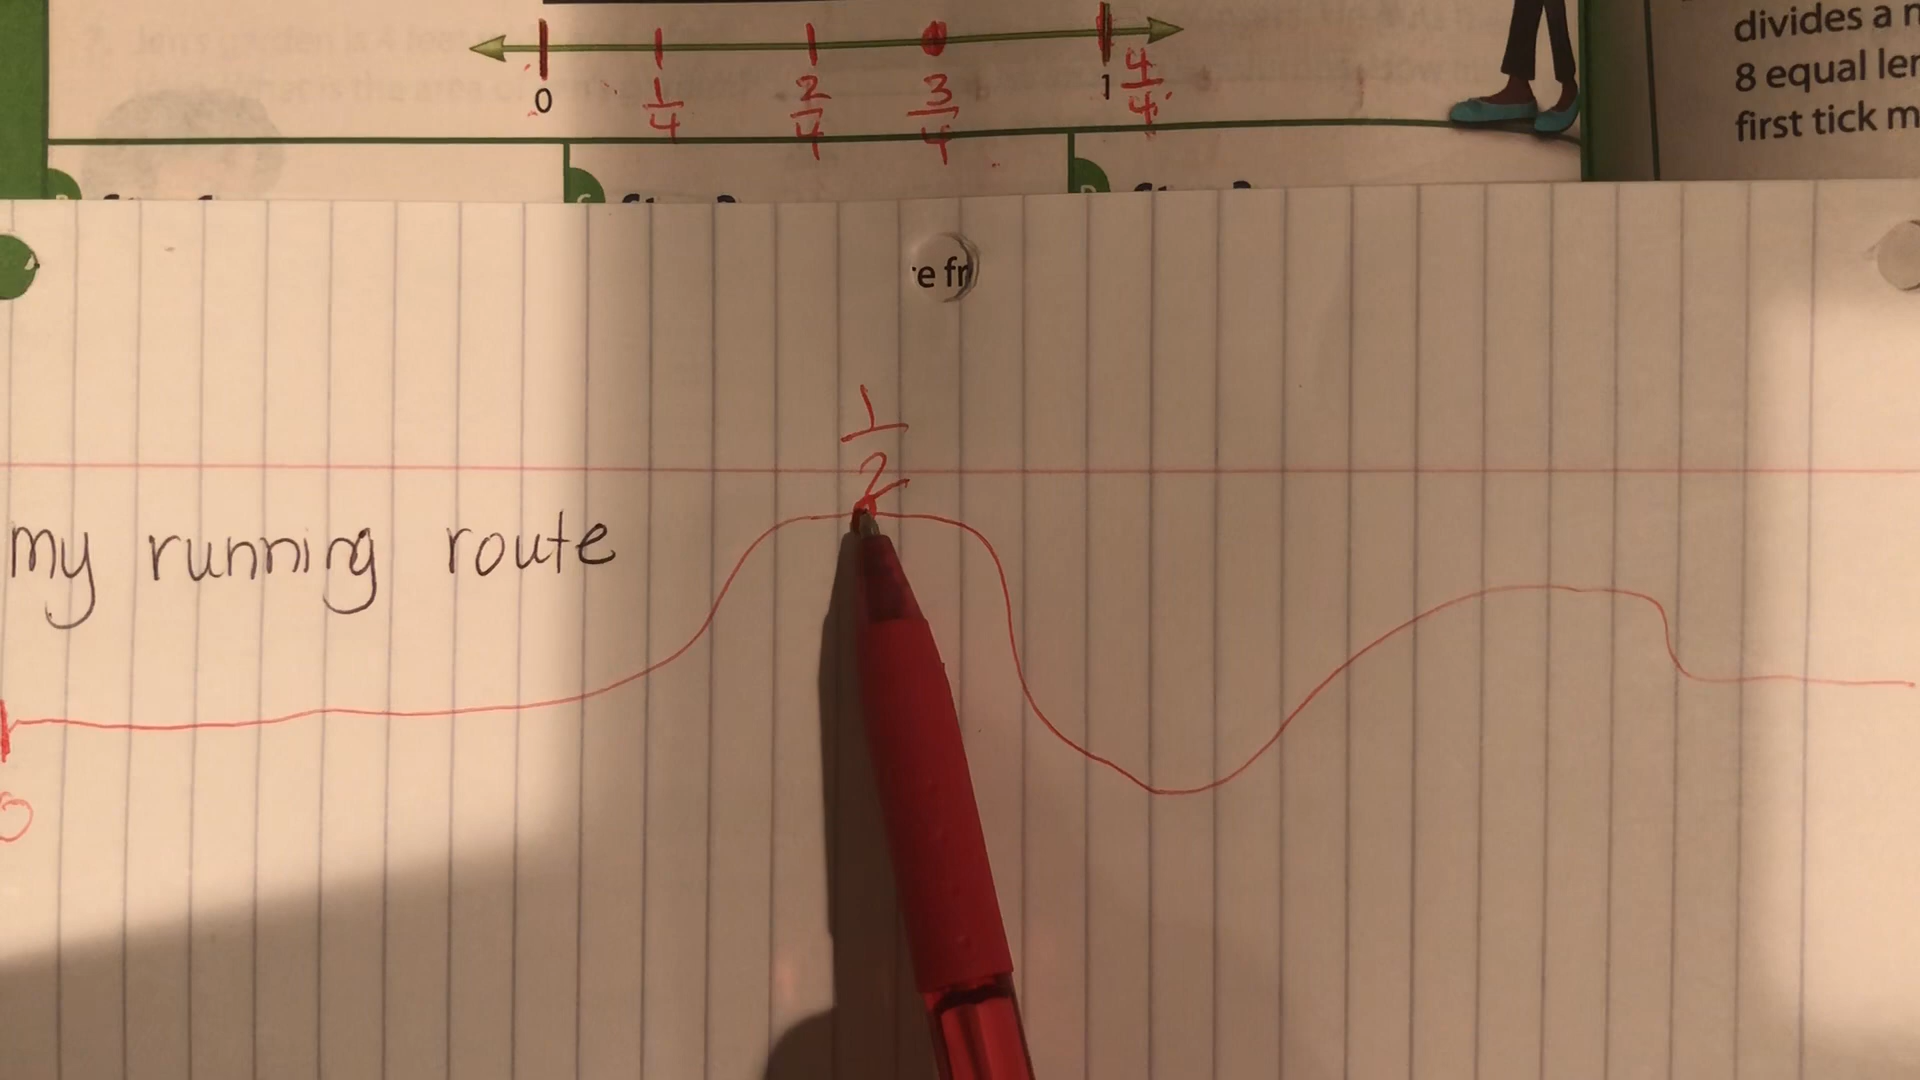 0 1/4 2/4 3/4 1 4/4
divides a
8 equal
first tick
e fr
1/2
my running route
0